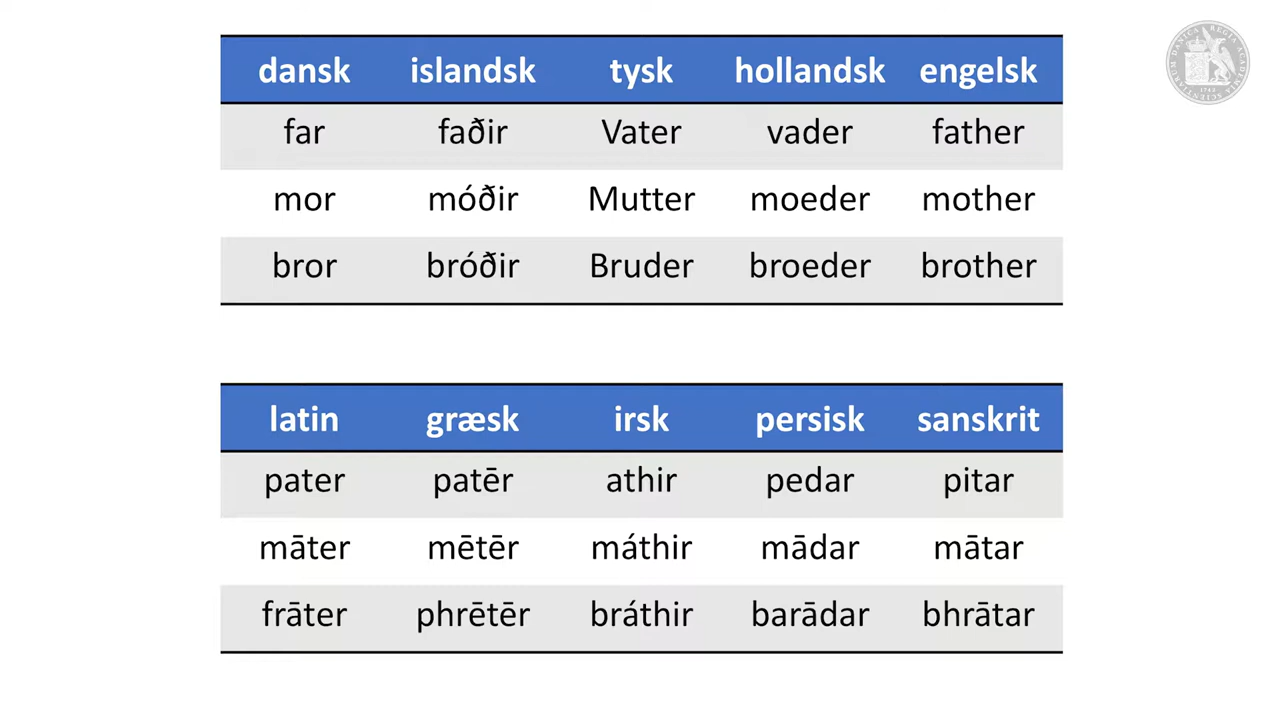 dansk islandsk tysk hollandsk engelsk
far faðir Vater vader father
mor móðir Mutter moeder mother
bror bróðir Bruder broeder brother
latin græsk irsk persisk sanskrit
pater patēr athir pedar pitar
māter mētēr máthir mādar mātar
frāter phrētēr bráthir barādar bhrātar